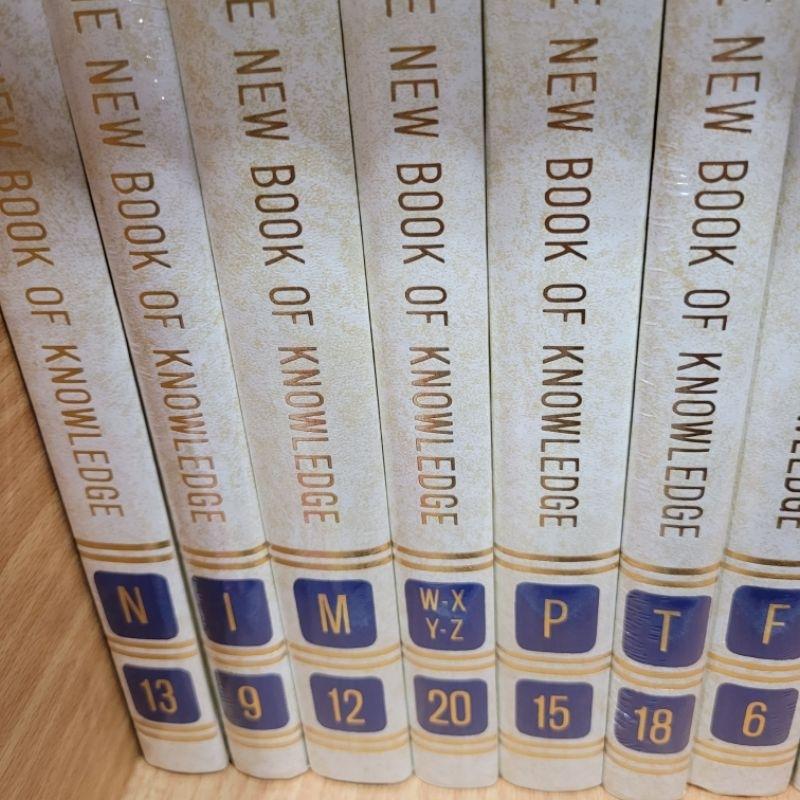 NEW BOOK OF KNOWLEDGE
N
13
NEW BOOK OF KNOWLEDGE
I
9
NEW BOOK OF KNOWLEDGE
M
12
NEW BOOK OF KNOWLEDGE
W-X
Y-Z
20
NEW BOOK OF KNOWLEDGE
P
15
NEW BOOK OF KNOWLEDGE
T
18
F
6